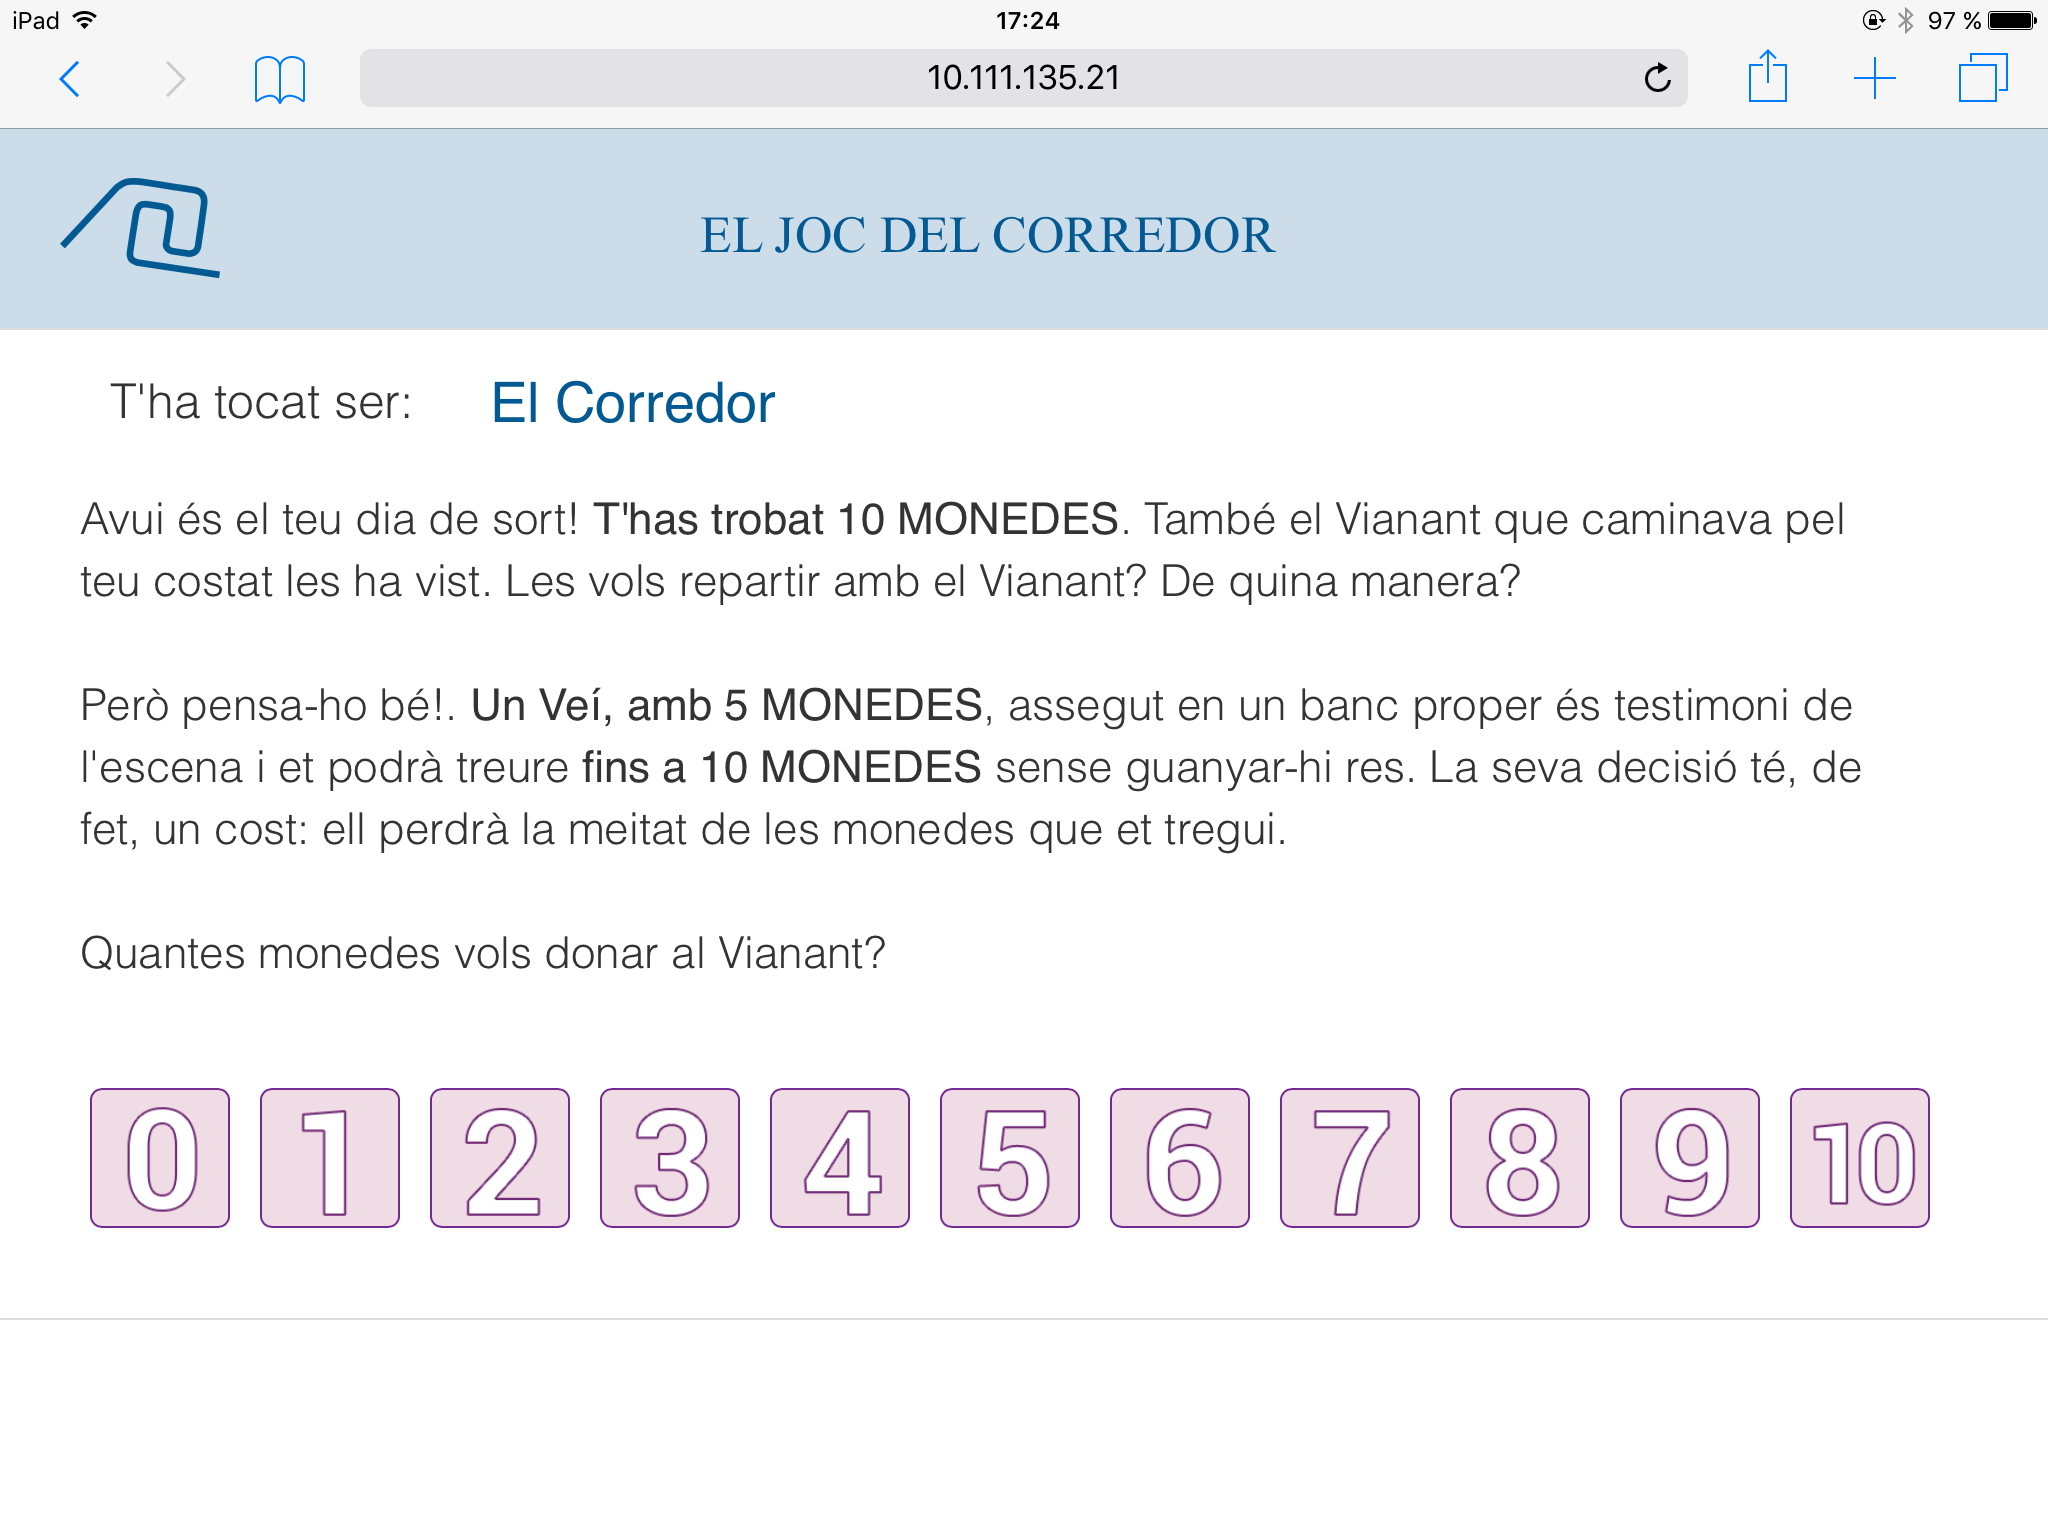 iPad 17:24 97 %
10.111.135.21
EL JOC DEL CORREDOR
T'ha tocat ser: El Corredor
Avui és el teu dia de sort! T'has trobat 10 MONEDES. També el Vianant que caminava pel
teu costat les ha vist. Les vols repartir amb el Vianant? De quina manera?
Però pensa-ho bé!. Un Veí, amb 5 MONEDES, assegut en un banc proper és testimoni de
l'escena i et podrà treure fins a 10 MONEDES sense guanyar-hi res. La seva decisió té, de
fet, un cost: ell perdrà la meitat de les monedes que et tregui.
Quantes monedes vols donar al Vianant?
0 1 2 3 4 5 6 7 8 9 10